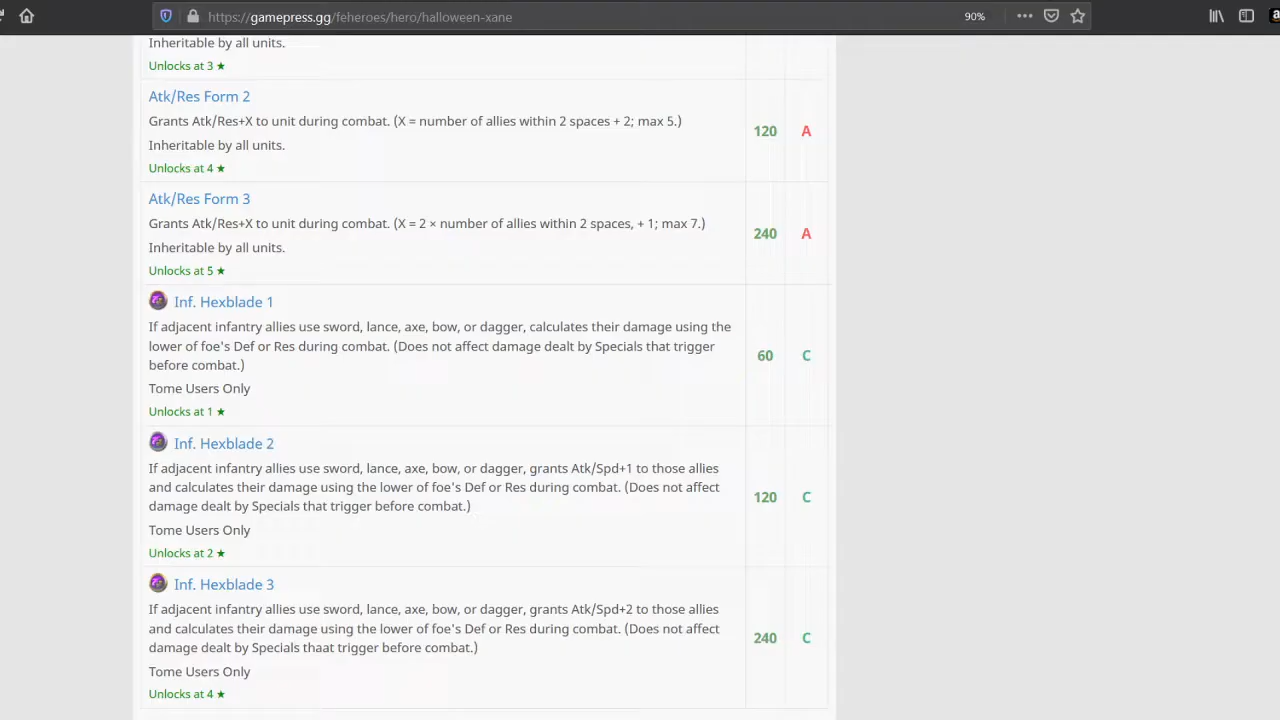 https://gamepress.gg/feheroes/hero/halloween-xane
90%
Inheritable by all units.
Unlocks at 3 ★
Atk/Res Form 2
Grants Atk/Res+X to unit during combat. (X = number of allies within 2 spaces + 2; max 5.)
Inheritable by all units.
Unlocks at 4 ★
120
A
Atk/Res Form 3
Grants Atk/Res+X to unit during combat. (X = 2 × number of allies within 2 spaces, + 1; max 7.)
Inheritable by all units.
Unlocks at 5 ★
240
A
Inf. Hexblade 1
If adjacent infantry allies use sword, lance, axe, bow, or dagger, calculates their damage using the
lower of foe's Def or Res during combat. (Does not affect damage dealt by Specials that trigger
before combat.)
Tome Users Only
Unlocks at 1 ★
60
C
Inf. Hexblade 2
If adjacent infantry allies use sword, lance, axe, bow, or dagger, grants Atk/Spd+1 to those allies
and calculates their damage using the lower of foe's Def or Res during combat. (Does not affect
damage dealt by Specials that trigger before combat.)
Tome Users Only
Unlocks at 2 ★
120
C
Inf. Hexblade 3
If adjacent infantry allies use sword, lance, axe, bow, or dagger, grants Atk/Spd+2 to those allies
and calculates their damage using the lower of foe's Def or Res during combat. (Does not affect
damage dealt by Specials thaat trigger before combat.)
Tome Users Only
Unlocks at 4 ★
240
C